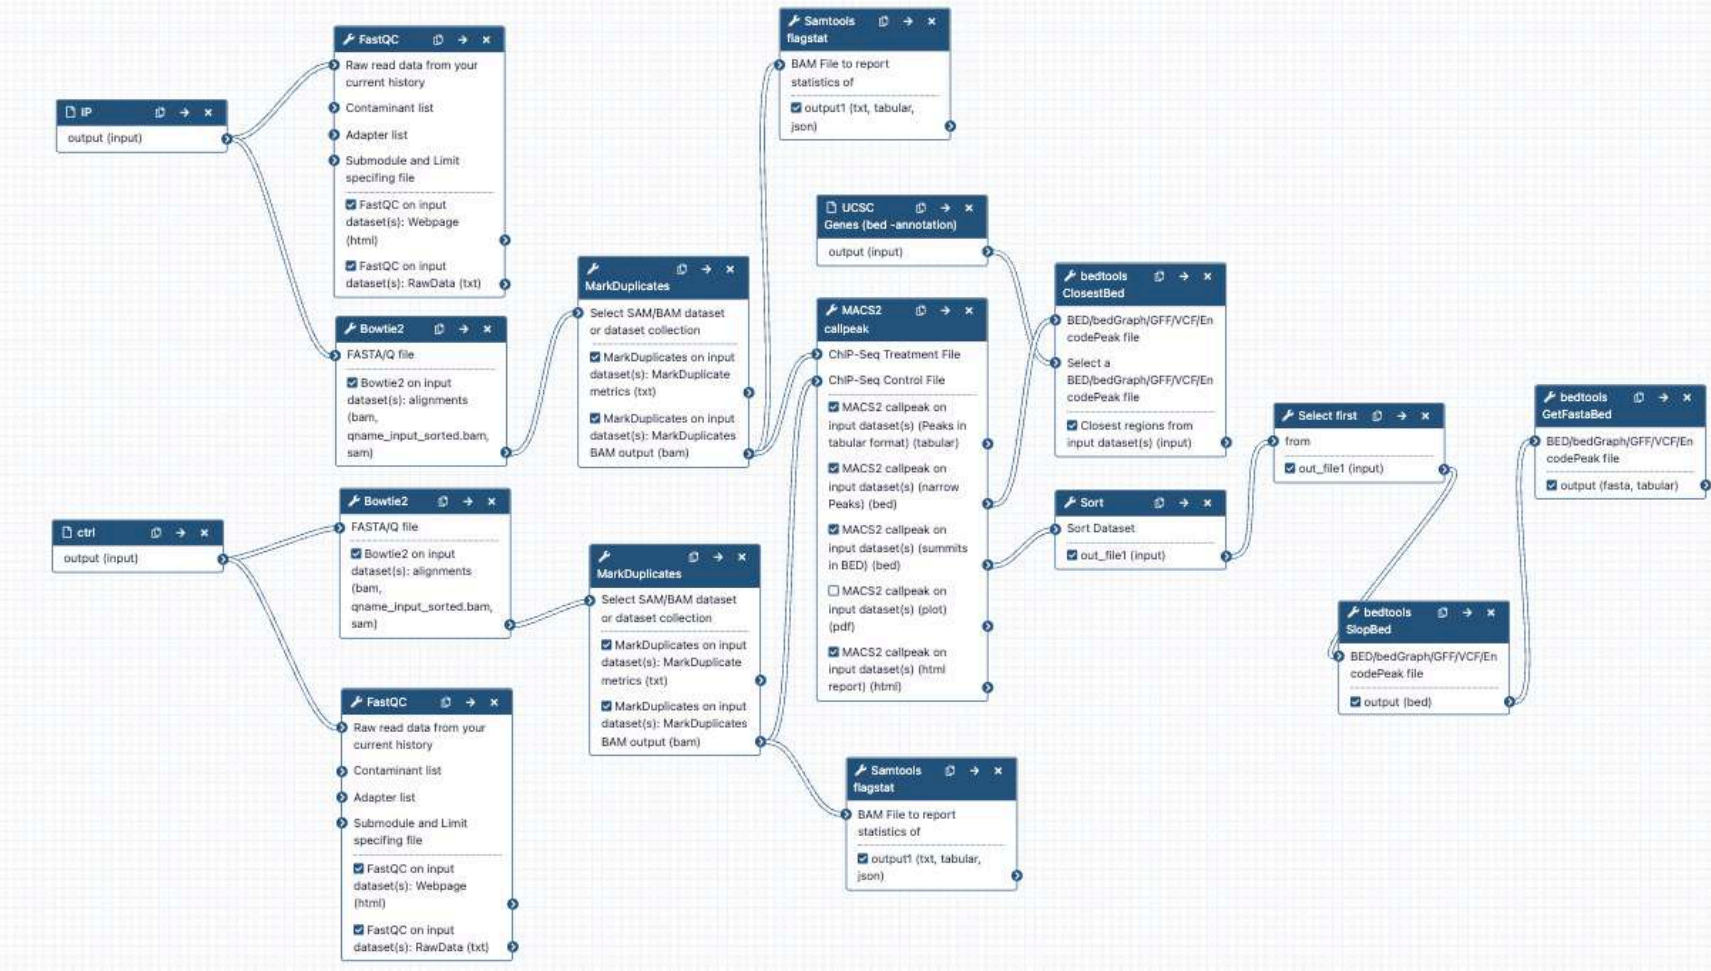 IP
output (input)
FastQC
Raw read data from your
current history
Contaminant list
Adapter list
Submodule and Limit
specifing file
FastQC on input
dataset(s): Webpage
(html)
FastQC on input
dataset(s): RawData (txt)
Bowtie2
FASTA/Q file
Bowtie2 on input
dataset(s): alignments
(bam,
qname_input_sorted.bam,
sam)
ctrl
output (input)
Bowtie2
FASTA/Q file
Bowtie2 on input
dataset(s): alignments
(bam,
qname_input_sorted.bam,
sam)
FastQC
Raw read data from your
current history
Contaminant list
Adapter list
Submodule and Limit
specifing file
FastQC on input
dataset(s): Webpage
(html)
FastQC on input
dataset(s): RawData (txt)
MarkDuplicates
Select SAM/BAM dataset
or dataset collection
MarkDuplicates on input
dataset(s): MarkDuplicate
metrics (txt)
MarkDuplicates on input
dataset(s): MarkDuplicates
BAM output (bam)
MarkDuplicates
Select SAM/BAM dataset
or dataset collection
MarkDuplicates on input
dataset(s): MarkDuplicate
metrics (txt)
MarkDuplicates on input
dataset(s): MarkDuplicates
BAM output (bam)
Samtools
flagstat
BAM File to report
statistics of
output1 (txt, tabular,
json)
UCSC
Genes (bed -annotation)
output (input)
MACS2
callpeak
ChIP-Seq Treatment File
ChIP-Seq Control File
MACS2 callpeak on
input dataset(s) (Peaks in
tabular format) (tabular)
MACS2 callpeak on
input dataset(s) (narrow
Peaks) (bed)
MACS2 callpeak on
input dataset(s) (summits
in BED) (bed)
MACS2 callpeak on
input dataset(s) (plot)
(pdf)
MACS2 callpeak on
input dataset(s) (html
report) (html)
Samtools
flagstat
BAM File to report
statistics of
output1 (txt, tabular,
json)
bedtools
ClosestBed
BED/bedGraph/GFF/VCF/En
codePeak file
Select a
BED/bedGraph/GFF/VCF/En
codePeak file
Closest regions from
input dataset(s) (input)
Sort
Sort Dataset
out_file1 (input)
Select first
from
out_file1 (input)
bedtools
SlopBed
BED/bedGraph/GFF/VCF/En
codePeak file
output (bed)
bedtools
GetFastaBed
BED/bedGraph/GFF/VCF/En
codePeak file
output (fasta, tabular)